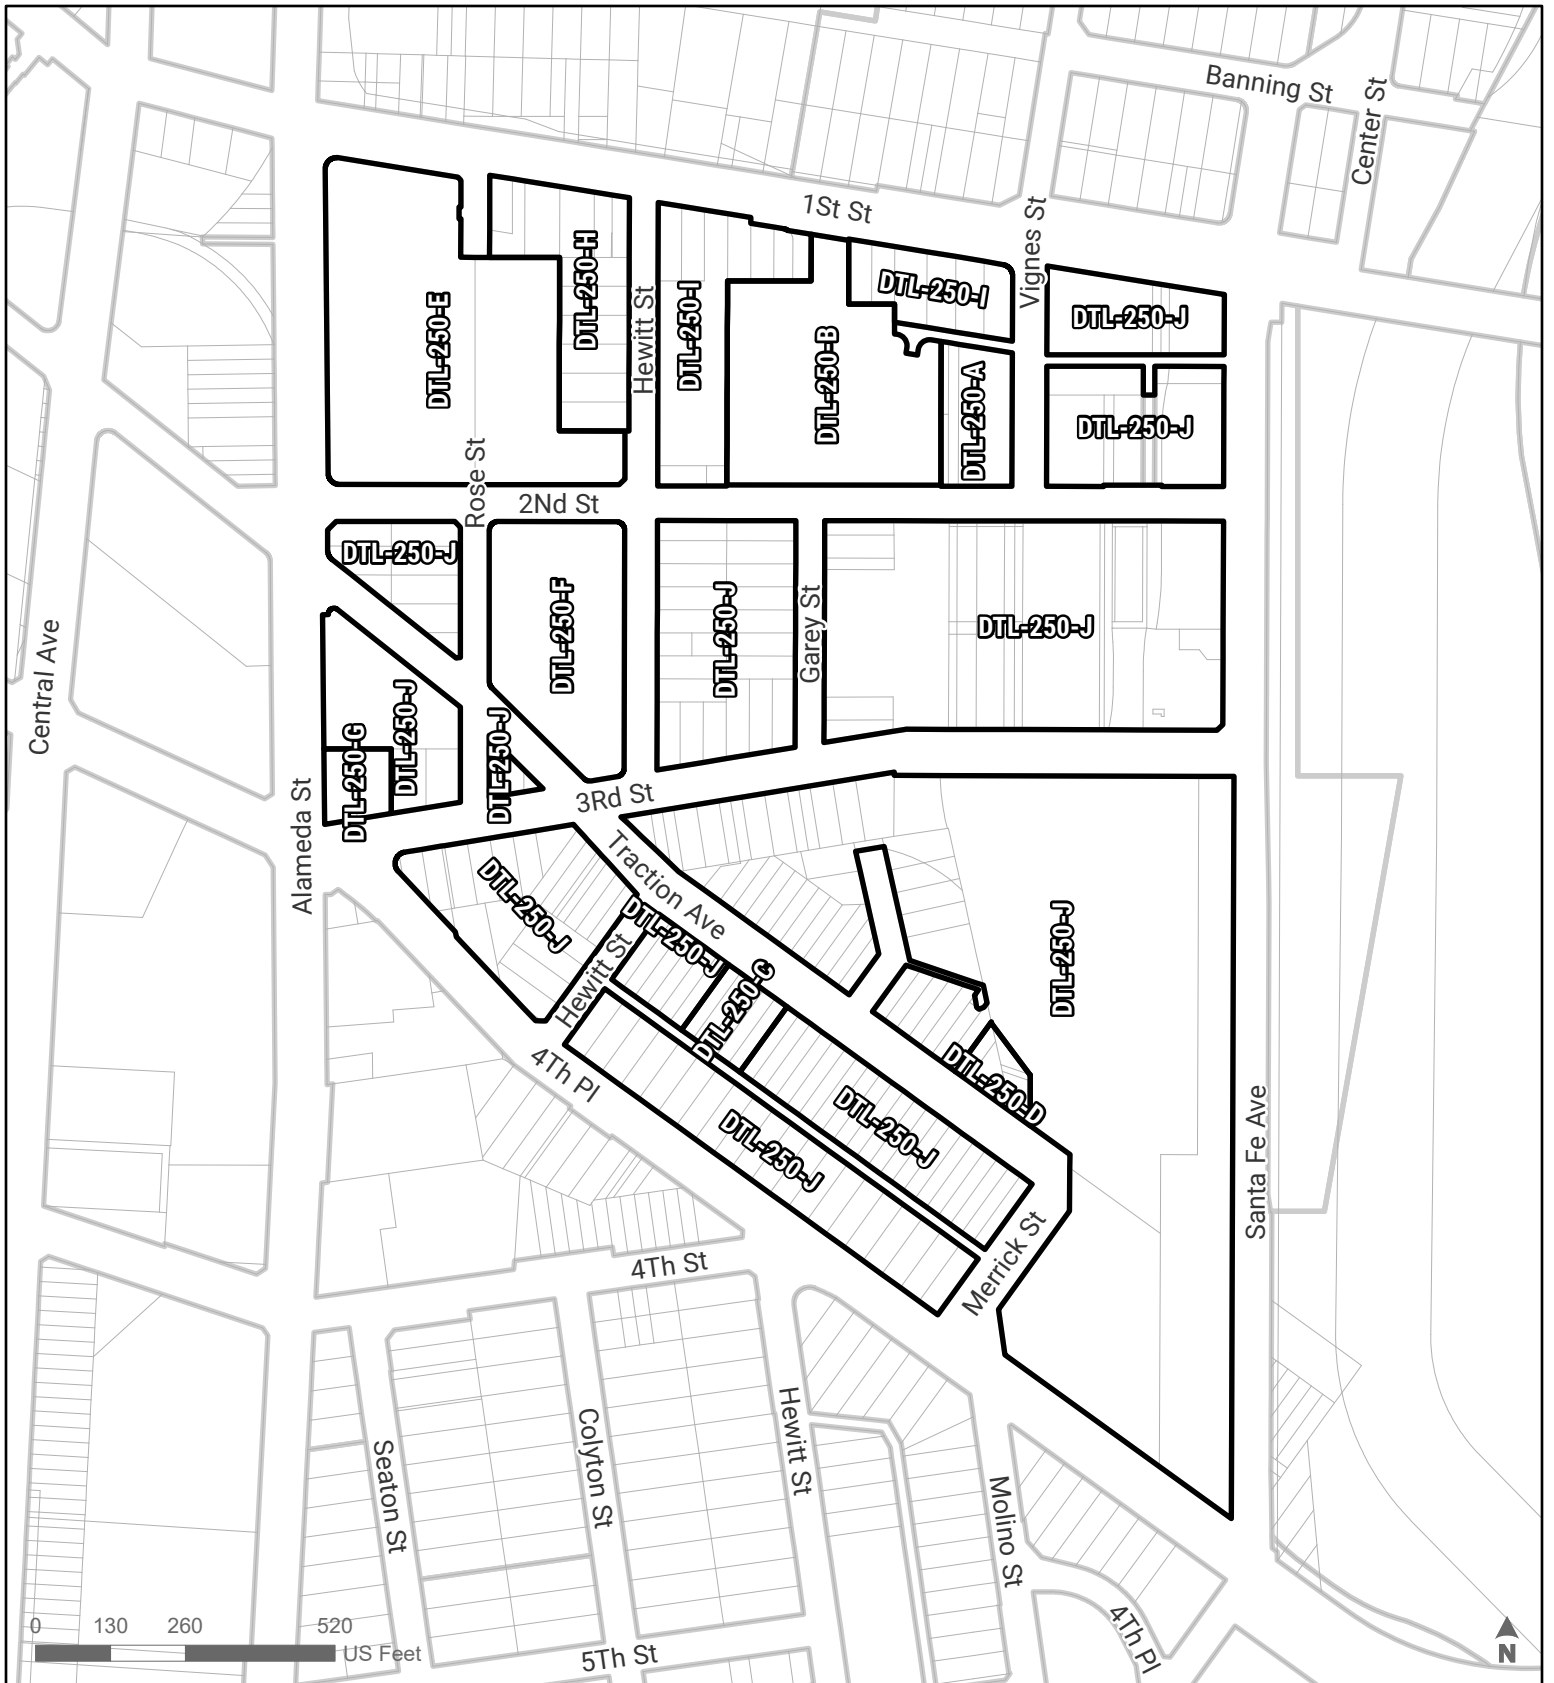 Banning St
Center St
1St St
Vignes St
DTL-250-H
DTL-250-E
Hewitt St
DTL-250-I
DTL-250-I
DTL-250-B
DTL-250-A
DTL-250-J
DTL-250-J
Rose St
2Nd St
DTL-250-J
DTL-250-F
DTL-250-J
Garey St
DTL-250-J
Central Ave
DTL-250-G
DTL-250-J
DTL-250-J
3Rd St
Alameda St
Traction Ave
DTL-250-J
DTL-250-J
Hewitt St
DTL-250-C
DTL-250-J
DTL-250-D
4Th Pl
DTL-250-J
DTL-250-J
Santa Fe Ave
Merrick St
4Th St
Hewitt St
Colyton St
Seaton St
Molino St
4Th Pl
5Th St
0 130 260 520
US Feet
N